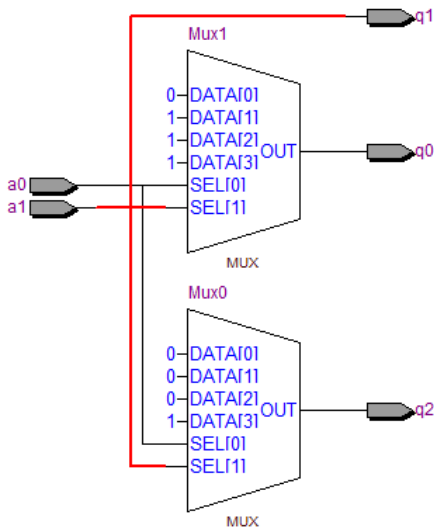 q1
Mux1
0 DATA[0]
1 DATA[1]
1 DATA[2]
1 DATA[3]
OUT
q0
a0
SEL[0]
a1
SEL[1]
MUX
Mux0
0 DATA[0]
0 DATA[1]
0 DATA[2]
1 DATA[3]
OUT
q2
SEL[0]
SEL[1]
MUX